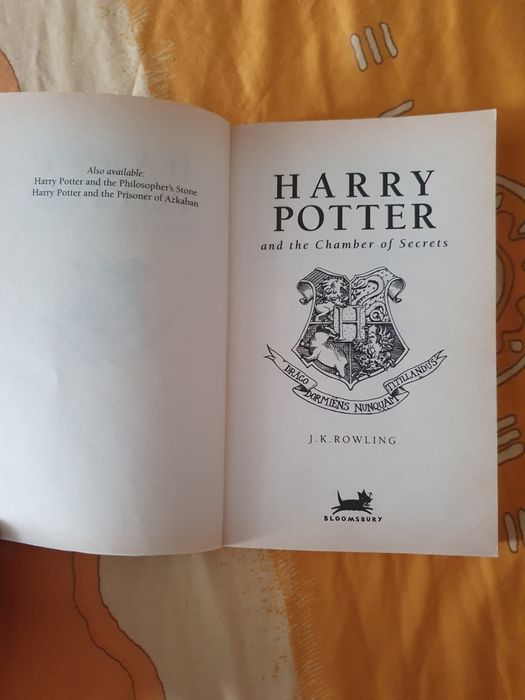 Also available:
Harry Potter and the Philosopher's Stone
Harry Potter and the Prisoner of Azkaban
HARRY
POTTER
and the Chamber of Secrets
H
DRACO
DORMIENS NUNQUAM
TITILLANDUS
J.K.ROWLING
BLOOMSBURY